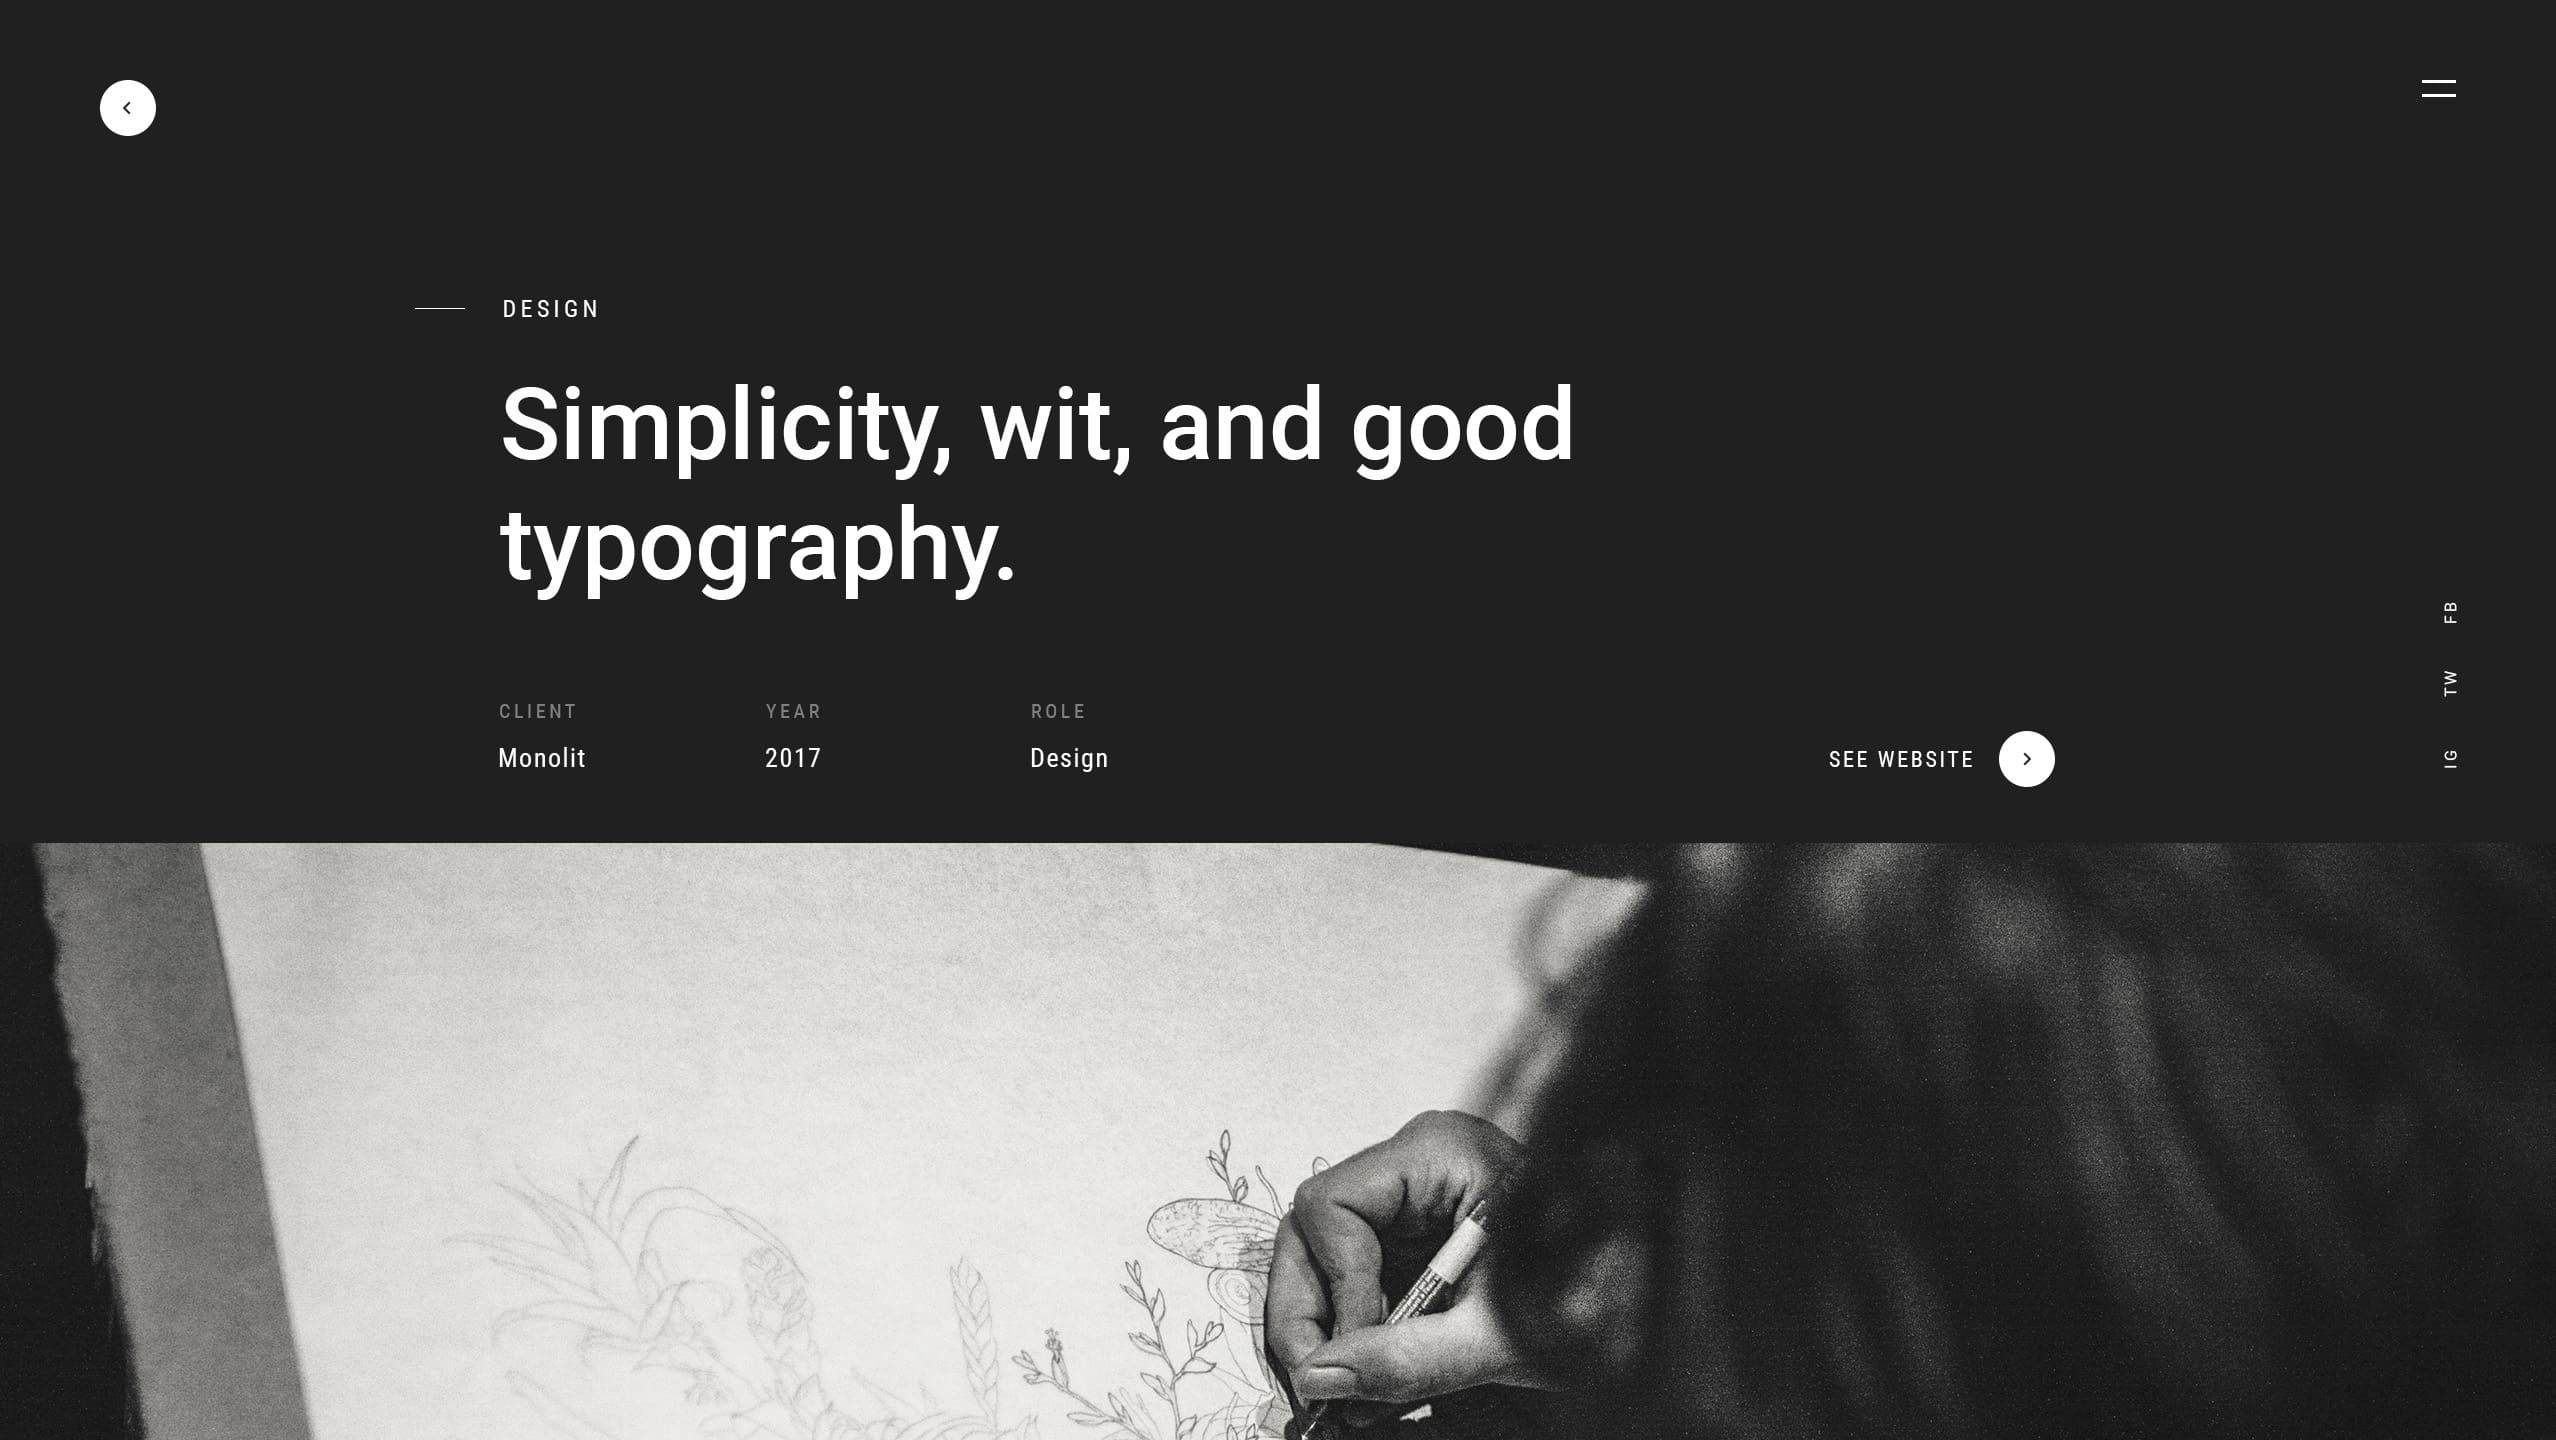 DESIGN
Simplicity, wit, and good
typography.
CLIENT
Monolit
YEAR
2017
ROLE
Design
SEE WEBSITE
FB
TW
IG